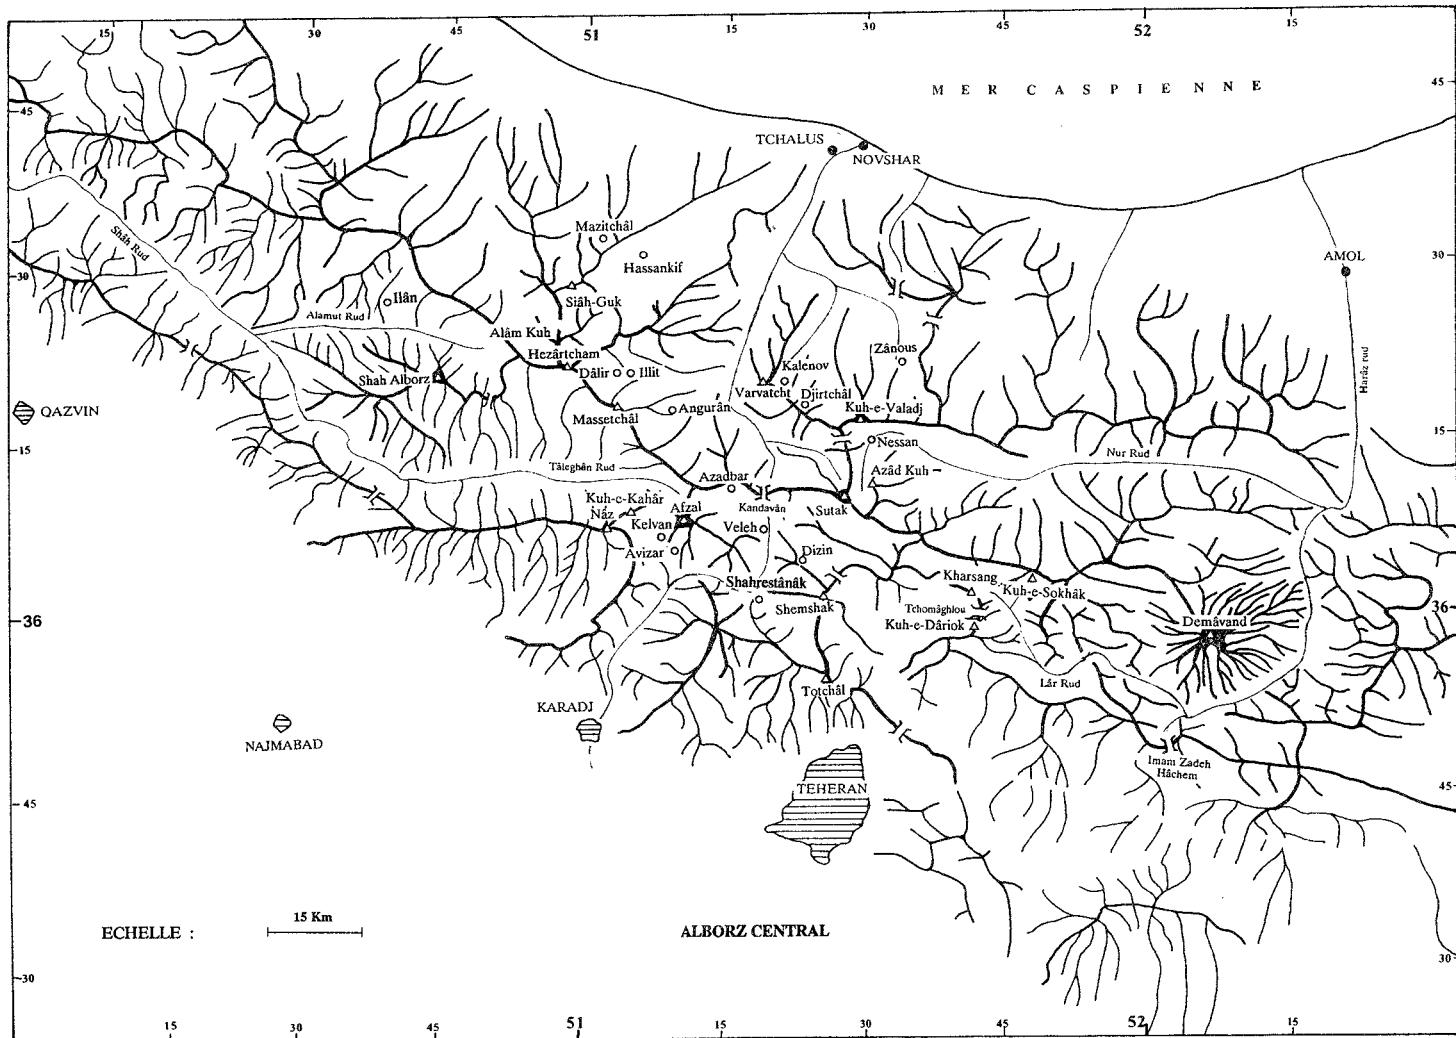 15
30
45
51
15
30
45
52
15
MER CASPIENNE
45
45
TCHALUS
NOVSHAR
Mazitchâl
Shâh Rud
Hassankif
30
AMOL
30
Ilân
Siâh-Guk
Alamut Rud
Alâm Kuh
Hezârtcham
Zânous
Harâz rud
Shah Alborz
Dâlir
Illit
Kalénov
Varvatcht
Djirtchâl
QAZVIN
Massetchâl
Angurân
Kuh-e-Valadj
15
15
Nessan
Nur Rud
Tâleghân Rud
Azadbar
Azâd Kuh
Kuh-e-Kahâr
Nâz
Afzal
Kandavân
Sutak
Kelvan
Veleh
Avizar
Dizin
Shahrestânâk
Kharsang
Kuh-e-Sokhâk
Shemshak
Tchomâghlou
36
36
Kuh-e-Dâriok
Demâvand
Totchâl
Lâr Rud
KARADJ
NAJMABAD
Imam Zadeh
Hâchem
TEHERAN
45
45
15 Km
ECHELLE :
ALBORZ CENTRAL
30
30
15
30
45
51
15
30
45
52
15